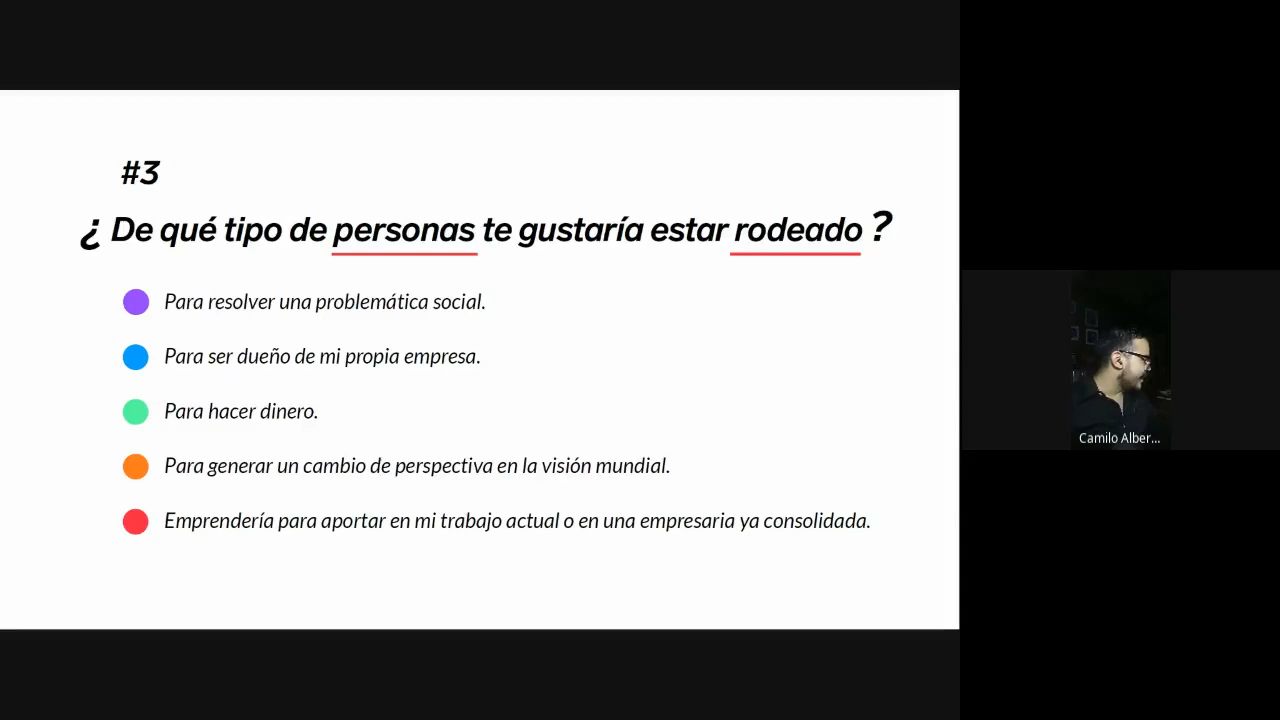 #3
¿ De qué tipo de personas te gustaría estar rodeado ?
Para resolver una problemática social.
Para ser dueño de mi propia empresa.
Para hacer dinero.
Para generar un cambio de perspectiva en la visión mundial.
Emprendería para aportar en mi trabajo actual o en una empresaria ya consolidada.
Camilo Alber...